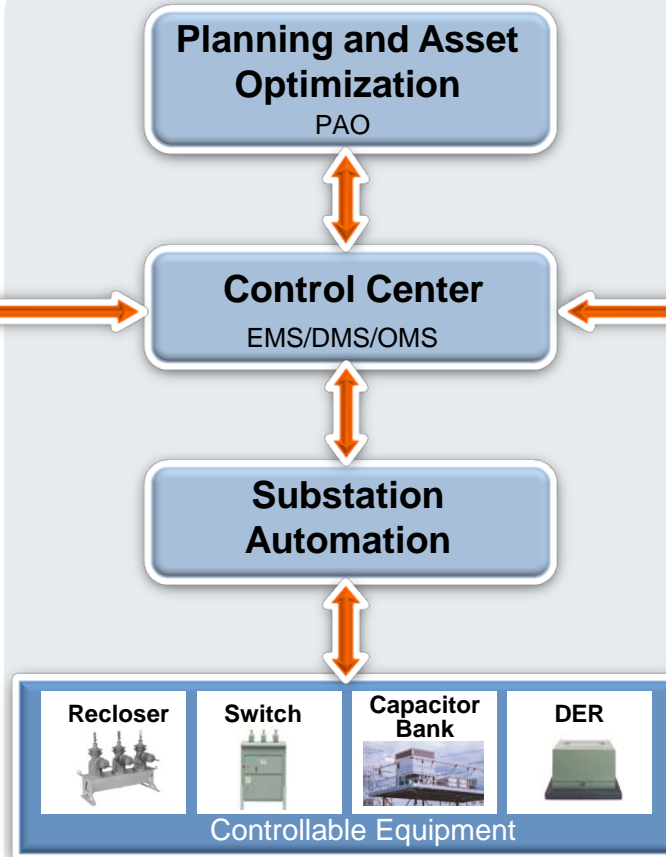 Planning and Asset
Optimization
PAO
Control Center
EMS/DMS/OMS
Substation
Automation
Recloser
Switch
Capacitor
Bank
DER
Controllable Equipment